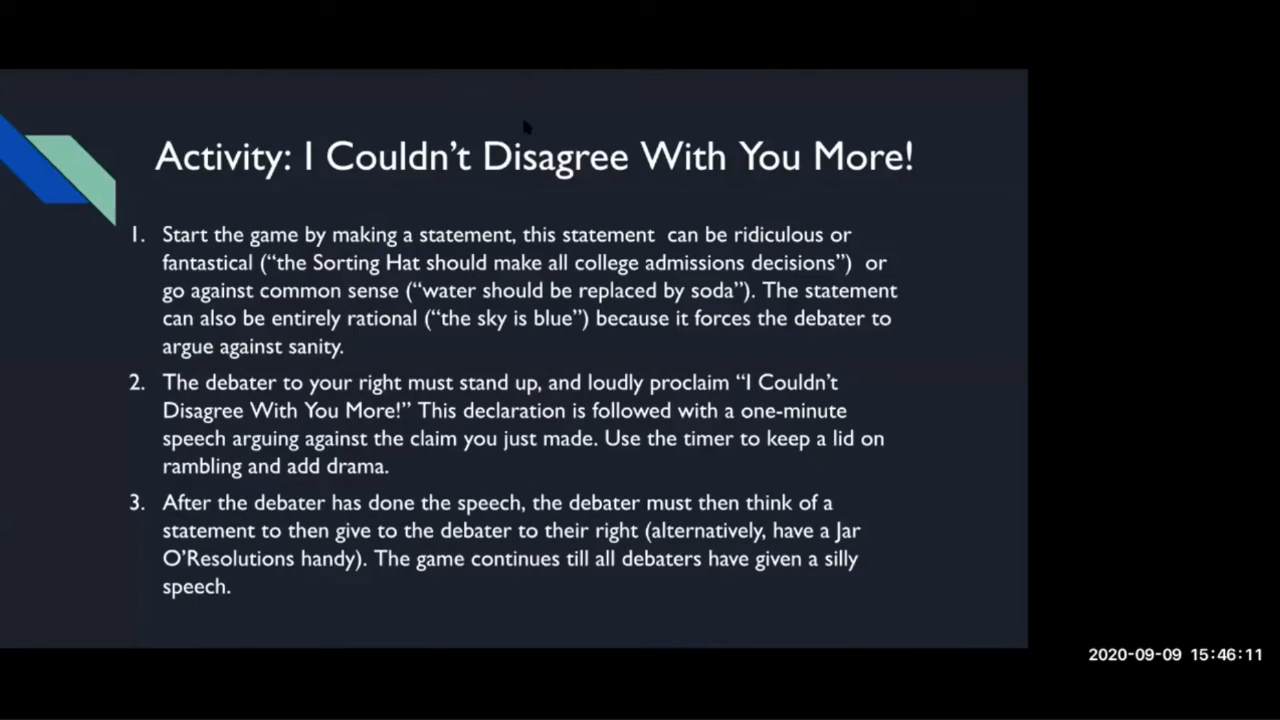 Activity: I Couldn't Disagree With You More!
1. Start the game by making a statement, this statement can be ridiculous or
fantastical (“the Sorting Hat should make all college admissions decisions”) or
go against common sense (“water should be replaced by soda”). The statement
can also be entirely rational (“the sky is blue”) because it forces the debater to
argue against sanity.
2. The debater to your right must stand up, and loudly proclaim “I Couldn't
Disagree With You More!” This declaration is followed with a one-minute
speech arguing against the claim you just made. Use the timer to keep a lid on
rambling and add drama.
3. After the debater has done the speech, the debater must then think of a
statement to then give to the debater to their right (alternatively, have a Jar
O'Resolutions handy). The game continues till all debaters have given a silly
speech.
2020-09-09 15:46:11